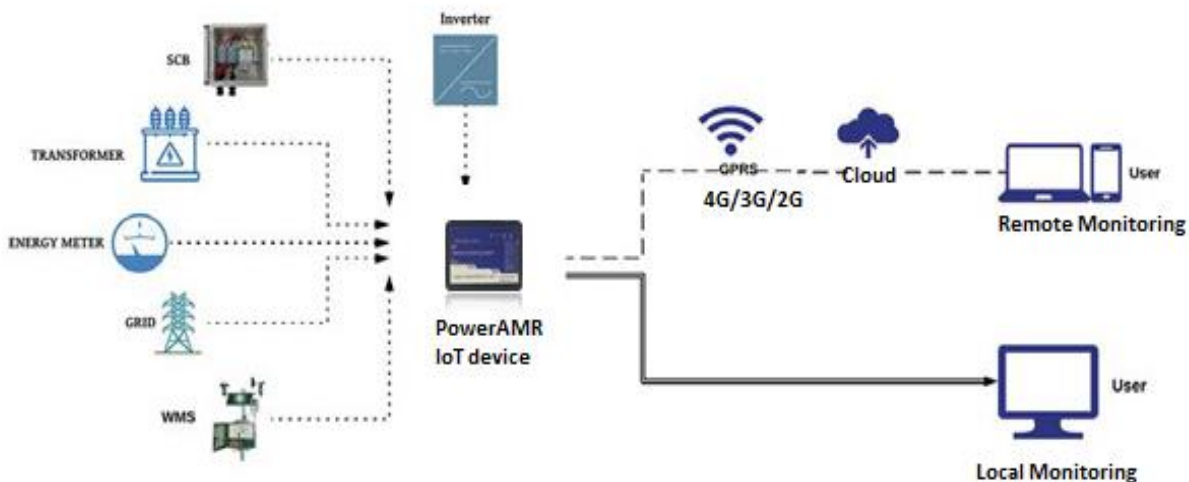 Inverter
SCB
TRANSFORMER
ENERGY METER
GRID
WMS
PowerAMR
IoT device
GPRS
4G/3G/2G
Cloud
User
Remote Monitoring
User
Local Monitoring